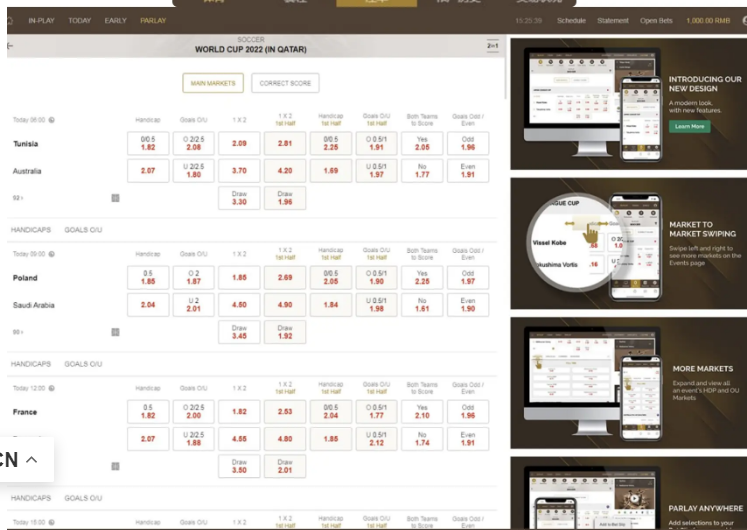 IN-PLAY TODAY EARLY PARLAY
15:25:39 Schedule Statement Open Bets 1,000.00 RMB
SOCCER
WORLD CUP 2022 (IN QATAR)
2in1
MAIN MARKETS CORRECT SCORE
Today 06:00 Handicap Goals O/U 1 X 2 1 X 2 1st Half Handicap 1st Half Goals O/U 1st Half Both Teams to Score Goals Odd / Even
Tunisia 0/0.5 1.82 O 2/2.5 2.08 2.09 2.81 0/0.5 2.25 O 0.5/1 1.91 Yes 2.05 Odd 1.96
Australia 2.07 U 2/2.5 1.80 3.70 4.20 1.69 U 0.5/1 1.97 No 1.77 Even 1.91
Draw 3.30 Draw 1.96
HANDICAPS GOALS O/U
Today 09:00 Handicap Goals O/U 1 X 2 1 X 2 1st Half Handicap 1st Half Goals O/U 1st Half Both Teams to Score Goals Odd / Even
Poland 0.5 1.85 O 2 1.87 1.85 2.69 0/0.5 2.05 O 0.5/1 1.90 Yes 2.25 Odd 1.97
Saudi Arabia 2.04 U 2 2.01 4.50 4.90 1.84 U 0.5/1 1.98 No 1.61 Even 1.90
Draw 3.45 Draw 1.92
HANDICAPS GOALS O/U
Today 12:00 Handicap Goals O/U 1 X 2 1 X 2 1st Half Handicap 1st Half Goals O/U 1st Half Both Teams to Score Goals Odd / Even
France 0.5 1.82 O 2/2.5 2.00 1.82 2.53 0/0.5 2.04 O 0.5/1 1.77 Yes 2.10 Odd 1.96
2.07 U 2/2.5 1.88 4.55 4.80 1.85 U 0.5/1 2.12 No 1.74 Even 1.91
CN
Draw 3.50 Draw 2.01
HANDICAPS GOALS O/U
Today 15:00 Handicap Goals O/U 1 X 2 1 X 2 1st Half Handicap 1st Half Goals O/U 1st Half Both Teams to Score Goals Odd / Even
INTRODUCING OUR
NEW DESIGN
A modern look,
with new features.
Learn More
GUE CUP
Vissel Kobe
kushima Vortis
MARKET TO
MARKET SWIPING
Swipe left and right to
see more markets on the
Events page
MORE MARKETS
Expand and view all
an event's HDP and OU
Markets
PARLAY ANYWHERE
Add selections to your